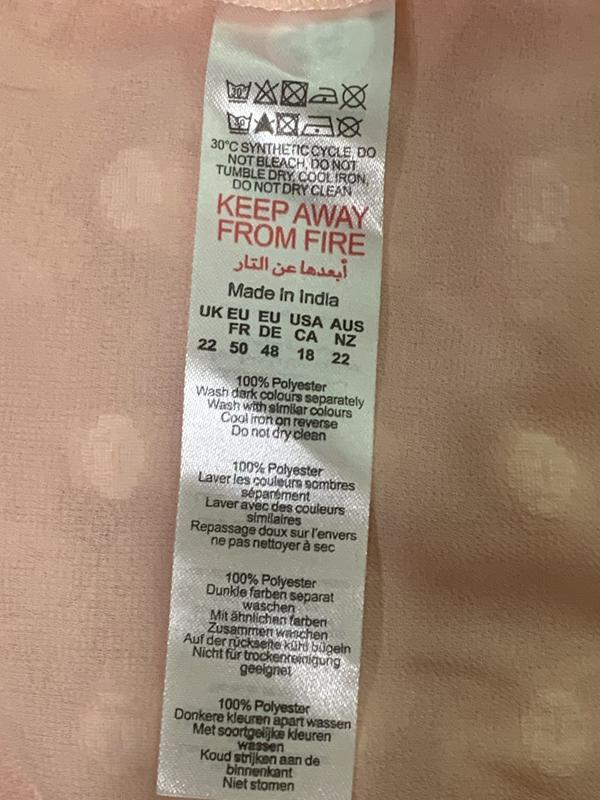 30°C SYNTHETIC CYCLE, DO
NOT BLEACH, DO NOT
TUMBLE DRY, COOL IRON,
DO NOT DRY CLEAN
KEEP AWAY
FROM FIRE
أبعدها عن النار
Made in India
UK EU EU USA AUS
FR DE CA NZ
22 50 48 18 22
100% Polyester
Wash dark colours separately
Wash with similar colours
Cool iron on reverse
Do not dry clean
100% Polyester
Laver les couleurs sombres
séparément
Laver avec des couleurs
similaires
Repassage doux sur l'envers
ne pas nettoyer à sec
100% Polyester
Dunkle farben separat
waschen
Mit ähnlichen farben
Zusammen waschen
Auf der rückseite kühl bügeln
Nicht für trockenreinigung
geeignet
100% Polyester
Donkere kleuren apart wassen
Met soortgelijke kleuren
wassen
Koud strijken aan de
binnenkant
Niet stomen